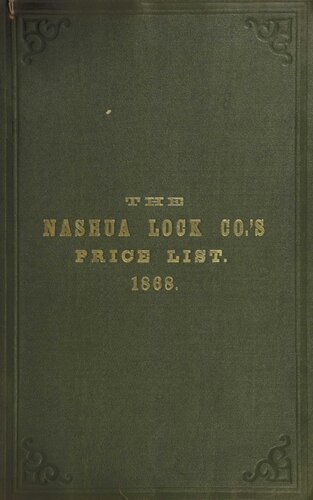 THE
NASHUA LOCK CO.'S
PRICE LIST.
1868.